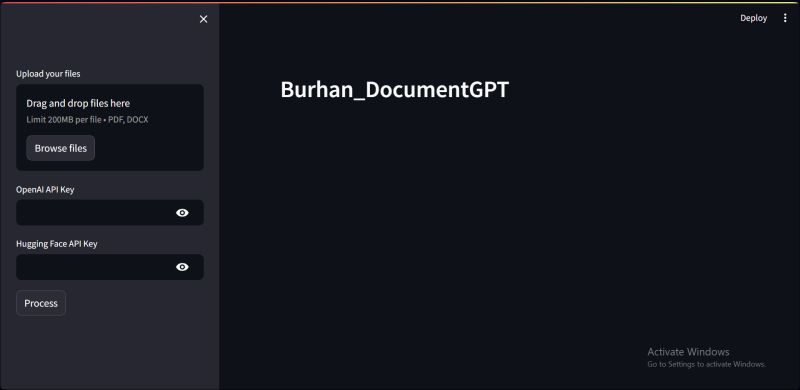 Deploy
Upload your files
Drag and drop files here
Limit 200MB per file • PDF, DOCX
Browse files
OpenAI API Key
Hugging Face API Key
Process
Burhan_DocumentGPT
Activate Windows
Go to Settings to activate Windows.